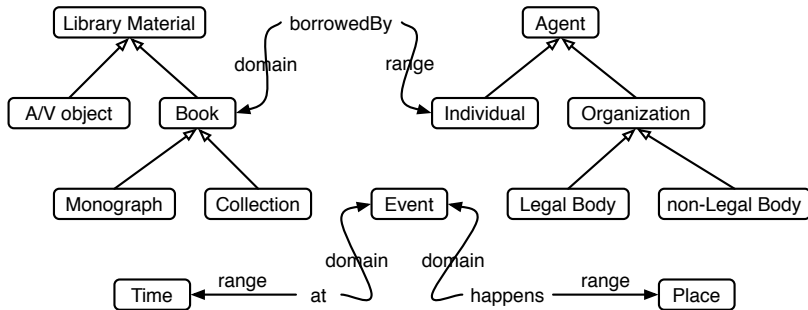 Library Material
borrowedBy
Agent
domain
range
A/V object
Book
Individual
Organization
Monograph
Collection
Event
Legal Body
non-Legal Body
domain
domain
range
range
Time
at
happens
Place